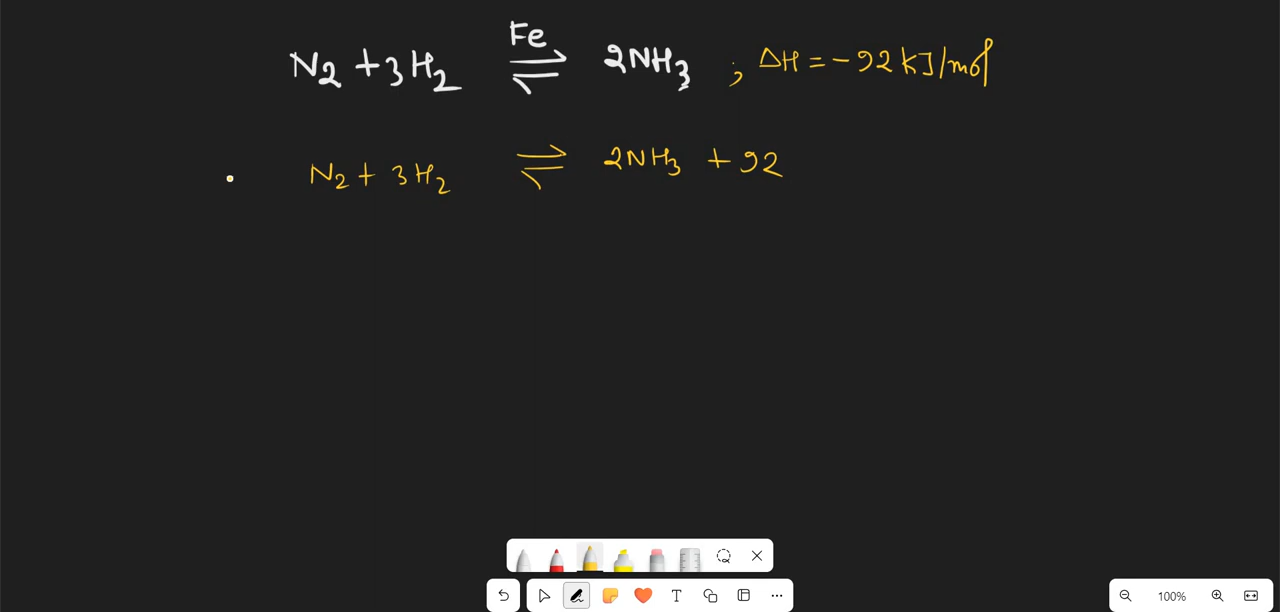 Fe
N2 + 3H2 ⇌ 2NH3 ; ΔH = -92 kJ/mol
N2 + 3H2 ⇌ 2NH3 + 92
T
100%